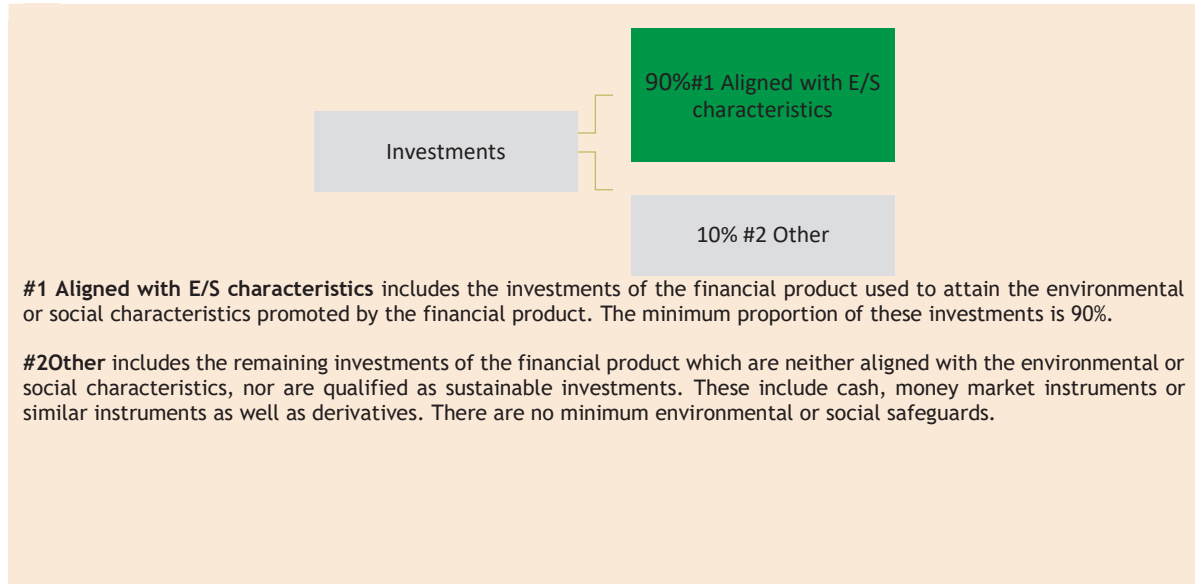 90%#1 Aligned with E/S
characteristics
Investments
10% #2 Other
#1 Aligned with E/S characteristics includes the investments of the financial product used to attain the environmental
or social characteristics promoted by the financial product. The minimum proportion of these investments is 90%.
#2Other includes the remaining investments of the financial product which are neither aligned with the environmental or
social characteristics, nor are qualified as sustainable investments. These include cash, money market instruments or
similar instruments as well as derivatives. There are no minimum environmental or social safeguards.